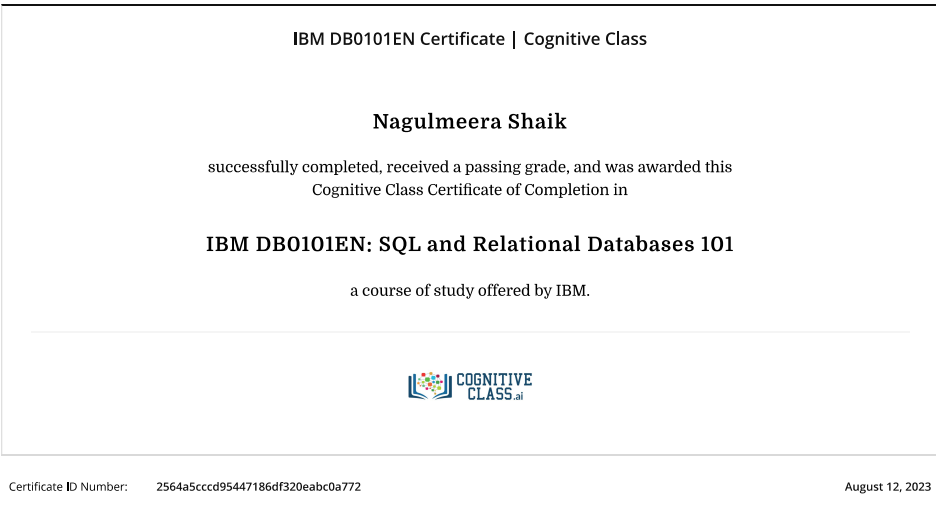 IBM DB0101EN Certificate | Cognitive Class
Nagulmeera Shaik
successfully completed, received a passing grade, and was awarded this
Cognitive Class Certificate of Completion in
IBM DB0101EN: SQL and Relational Databases 101
a course of study offered by IBM.
COGNITIVE
CLASS.ai
Certificate ID Number: 2564a5cccd95447186df320eabc0a772
August 12, 2023